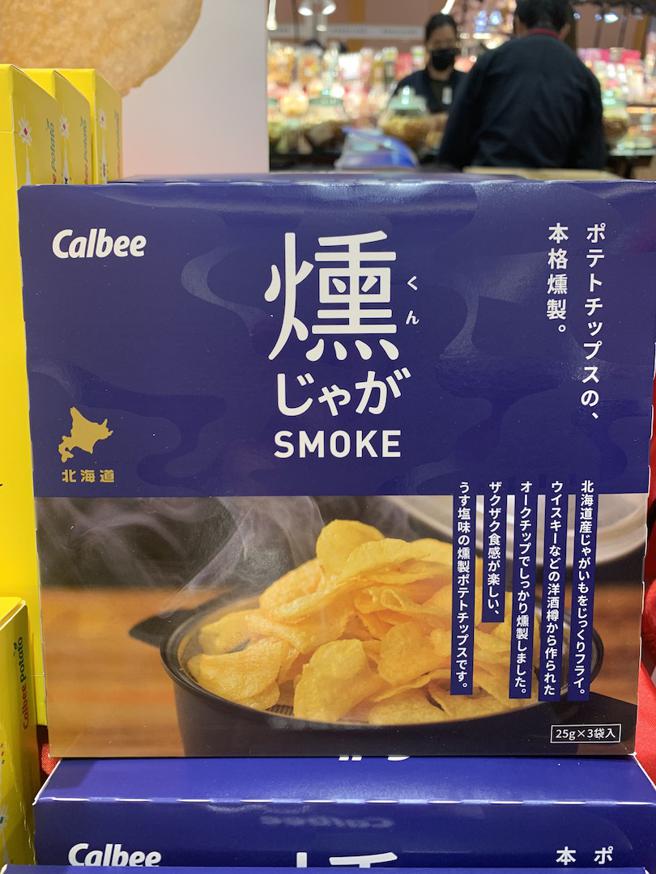 Calbee
燻
くん
じゃが
SMOKE
ポテトチップスの、
本格燻製。
北海道
北海道産じゃがいもをじっくりフライ。
ウイスキーなどの洋酒樽から作られた
オークチップでしっかり燻製しました。
ザクザク食感が楽しい、
うす塩味の燻製ポテトチップスです。
25g×3袋入
Calbee potato
Calbee
Calbee
ポ
本